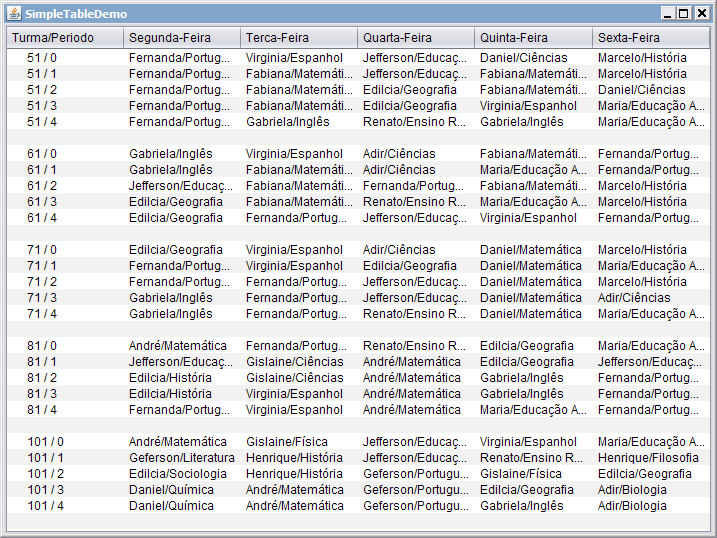 SimpleTableDemo
Turma/Periodo Segunda-Feira Terca-Feira Quarta-Feira Quinta-Feira Sexta-Feira
51 / 0 Fernanda/Portug... Virginia/Espanhol Jefferson/Educaç... Daniel/Ciências Marcelo/História
51 / 1 Fernanda/Portug... Fabiana/Matemáti... Jefferson/Educaç... Fabiana/Matemáti... Marcelo/História
51 / 2 Fernanda/Portug... Fabiana/Matemáti... Edilcia/Geografia Fabiana/Matemáti... Daniel/Ciências
51 / 3 Fernanda/Portug... Fabiana/Matemáti... Edilcia/Geografia Virginia/Espanhol Maria/Educação A...
51 / 4 Fernanda/Portug... Gabriela/Inglês Renato/Ensino R... Gabriela/Inglês Maria/Educação A...
61 / 0 Gabriela/Inglês Virginia/Espanhol Adir/Ciências Fabiana/Matemáti... Fernanda/Portug...
61 / 1 Gabriela/Inglês Fabiana/Matemáti... Adir/Ciências Maria/Educação A... Fernanda/Portug...
61 / 2 Jefferson/Educaç... Fabiana/Matemáti... Fernanda/Portug... Fabiana/Matemáti... Marcelo/História
61 / 3 Edilcia/Geografia Fabiana/Matemáti... Renato/Ensino R... Maria/Educação A... Marcelo/História
61 / 4 Edilcia/Geografia Fernanda/Portug... Jefferson/Educaç... Virginia/Espanhol Fernanda/Portug...
71 / 0 Edilcia/Geografia Virginia/Espanhol Adir/Ciências Daniel/Matemática Marcelo/História
71 / 1 Fernanda/Portug... Virginia/Espanhol Edilcia/Geografia Daniel/Matemática Maria/Educação A...
71 / 2 Fernanda/Portug... Fernanda/Portug... Jefferson/Educaç... Daniel/Matemática Marcelo/História
71 / 3 Gabriela/Inglês Fernanda/Portug... Jefferson/Educaç... Daniel/Matemática Adir/Ciências
71 / 4 Gabriela/Inglês Fernanda/Portug... Renato/Ensino R... Daniel/Matemática Maria/Educação A...
81 / 0 André/Matemática Fernanda/Portug... Renato/Ensino R... Edilcia/Geografia Maria/Educação A...
81 / 1 Jefferson/Educaç... Gislaine/Ciências André/Matemática Edilcia/Geografia Jefferson/Educaç...
81 / 2 Edilcia/História Gislaine/Ciências André/Matemática Gabriela/Inglês Fernanda/Portug...
81 / 3 Edilcia/História Virginia/Espanhol André/Matemática Gabriela/Inglês Fernanda/Portug...
81 / 4 Fernanda/Portug... Virginia/Espanhol André/Matemática Maria/Educação A... Fernanda/Portug...
101 / 0 André/Matemática Gislaine/Física Jefferson/Educaç... Virginia/Espanhol Maria/Educação A...
101 / 1 Geferson/Literatura Henrique/História Jefferson/Educaç... Renato/Ensino R... Henrique/Filosofia
101 / 2 Edilcia/Sociologia Henrique/História Geferson/Portugu... Gislaine/Física Edilcia/Geografia
101 / 3 Daniel/Química André/Matemática Geferson/Portugu... Edilcia/Geografia Adir/Biologia
101 / 4 Daniel/Química André/Matemática Geferson/Portugu... Gabriela/Inglês Adir/Biologia